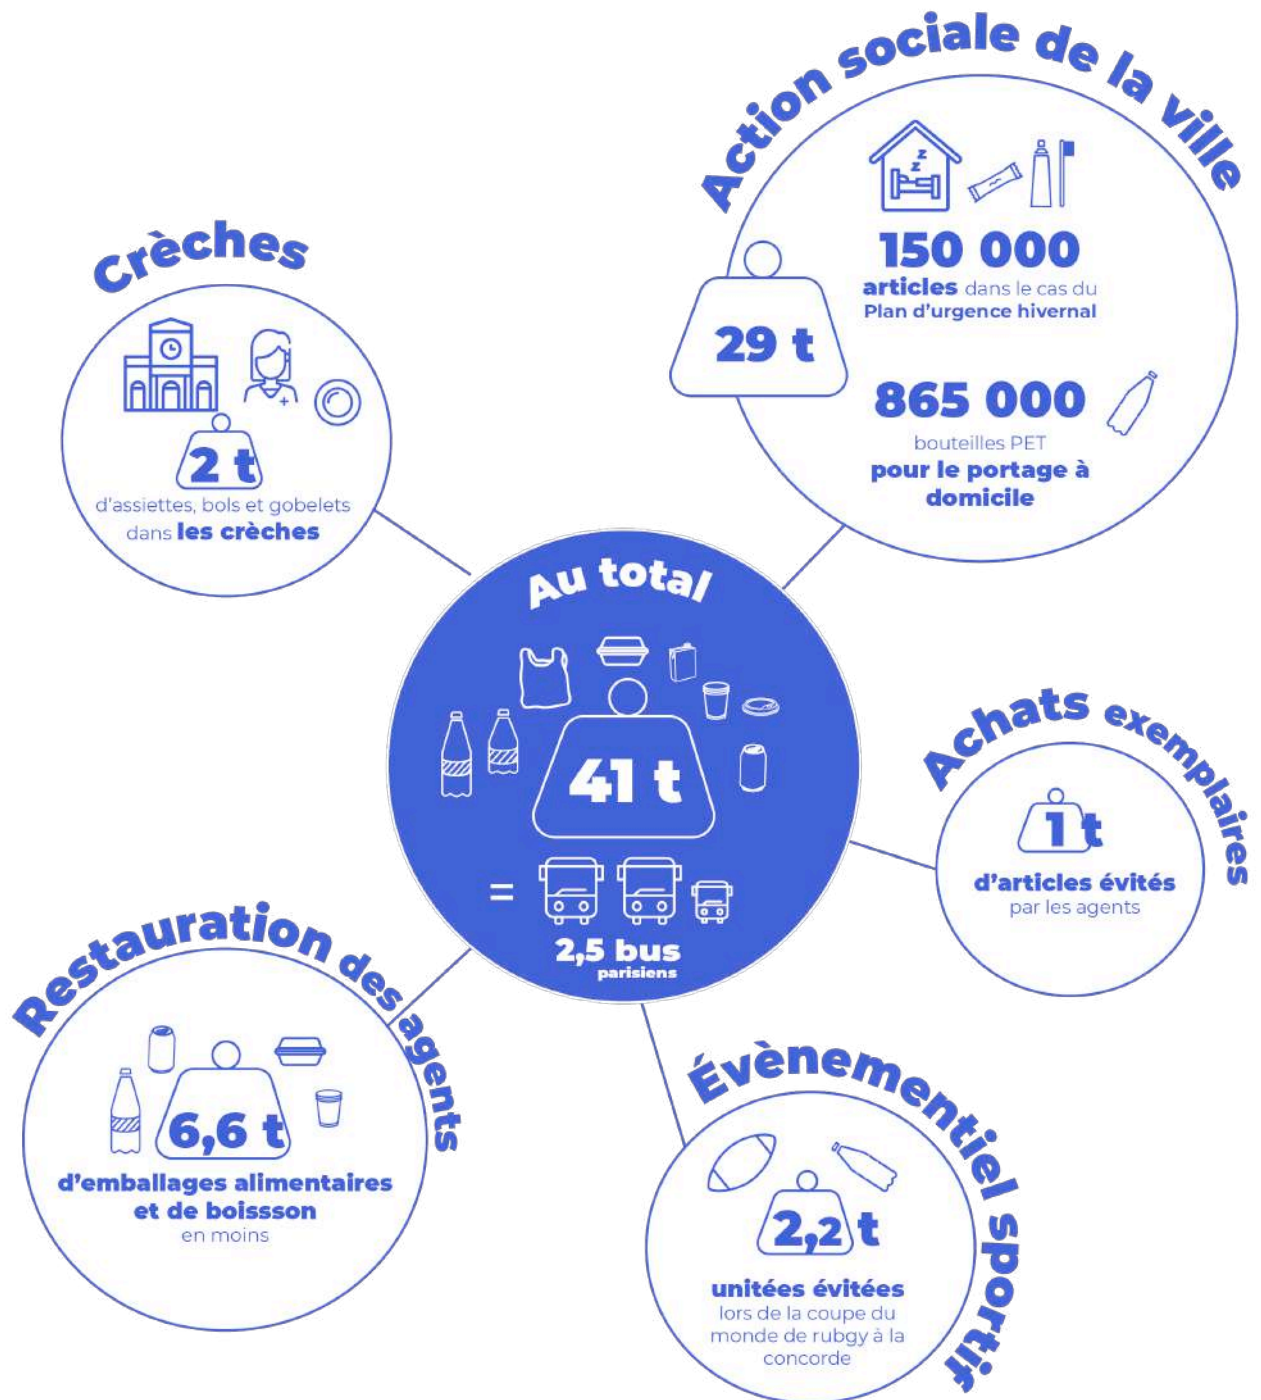 Action sociale de la ville
z
z
150 000
articles dans le cas du
Plan d'urgence hivernal
29 t
865 000
bouteilles PET
pour le portage à
domicile
Crèches
2 t
d'assiettes, bols et gobelets
dans les crèches
Au total
41 t
=
2,5 bus
parisiens
Achats exemplaires
1 t
d'articles évités
par les agents
Restauration des agents
6,6 t
d'emballages alimentaires
et de boissson
en moins
Évènementiel sportif
2,2 t
unitées évitées
lors de la coupe du
monde de rubgy à la
concorde